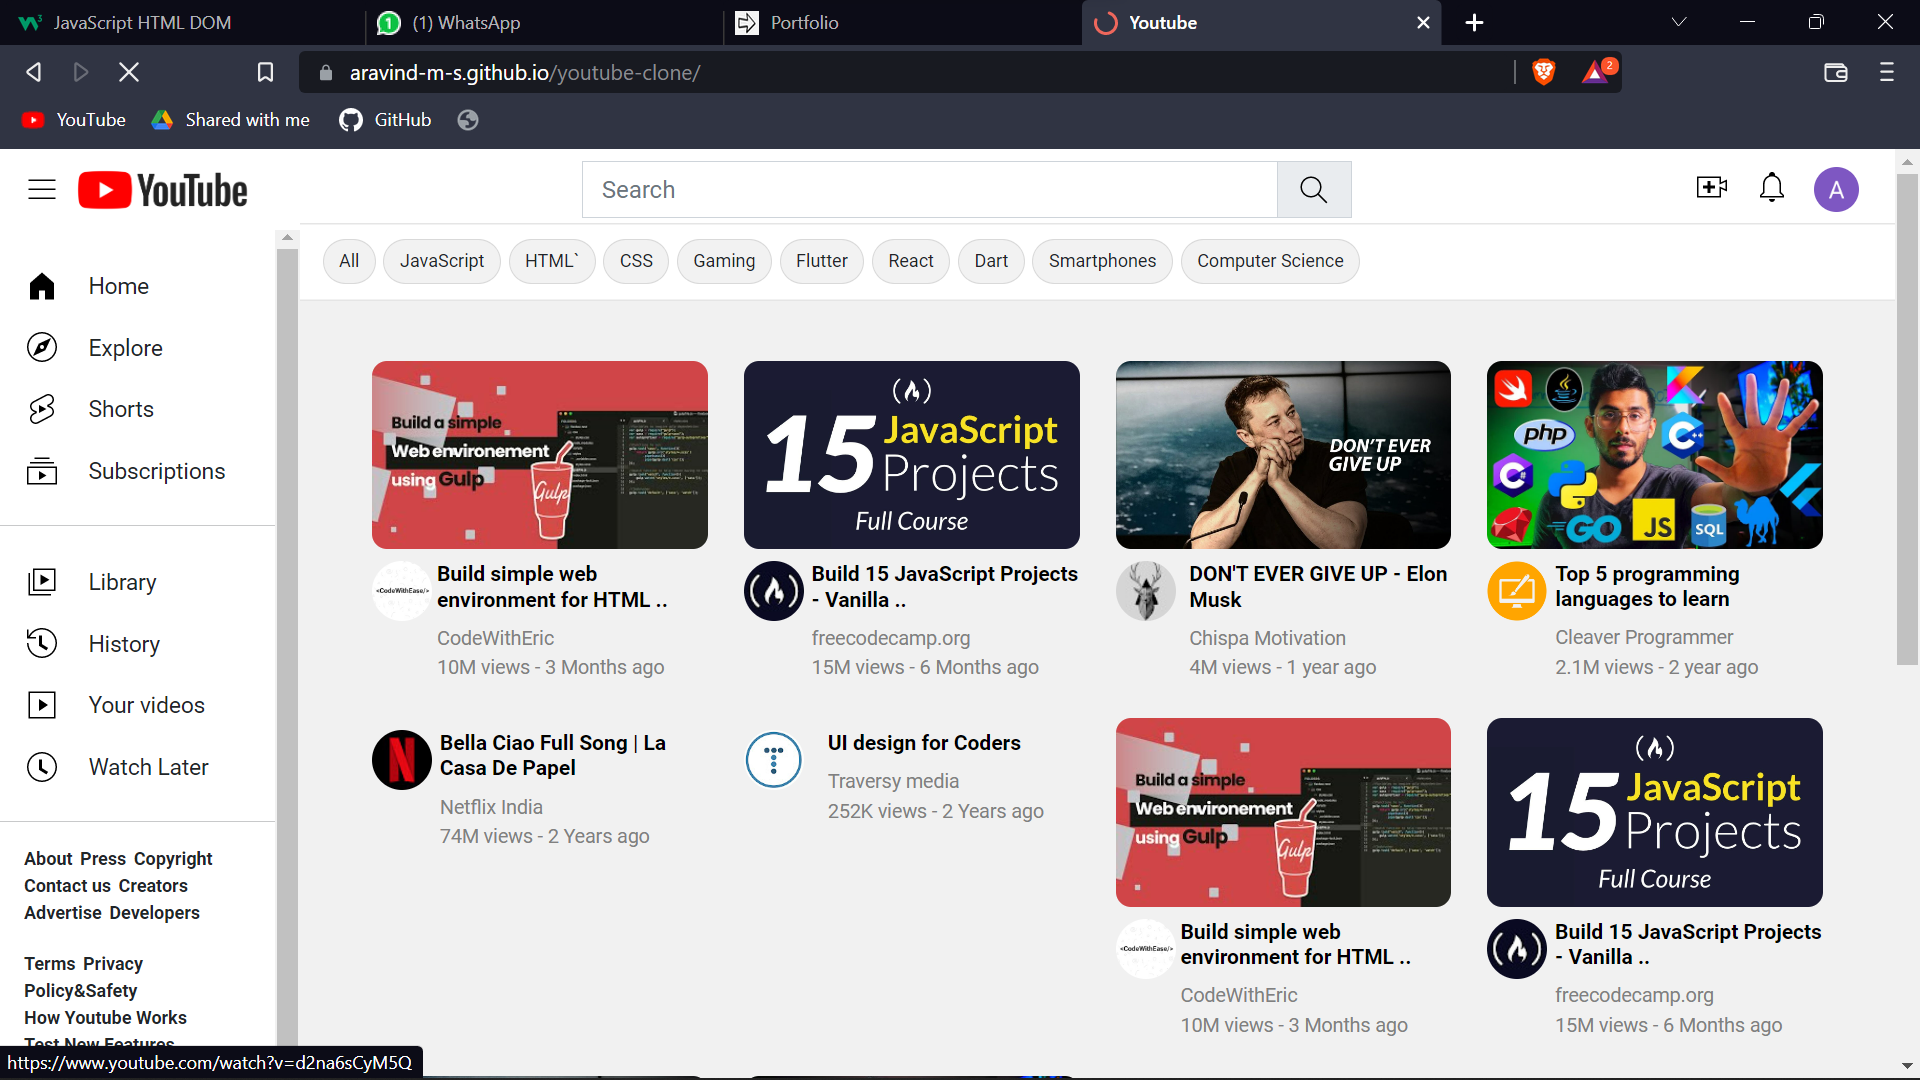 JavaScript HTML DOM
(1) WhatsApp
Portfolio
Youtube
aravind-m-s.github.io/youtube-clone/
2
YouTube
Shared with me
GitHub
YouTube
Search
A
All
JavaScript
HTML`
CSS
Gaming
Flutter
React
Dart
Smartphones
Computer Science
Home
Explore
Shorts
Subscriptions
Library
History
Your videos
Watch Later
About Press Copyright
Contact us Creators
Advertise Developers
Terms Privacy
Policy&Safety
How Youtube Works
Test New Features
https://www.youtube.com/watch?v=d2na6sCyM5Q
Build a simple
Web environement
using Gulp
Gulp
<CodeWithEase/>
Build simple web
environment for HTML ..
CodeWithEric
10M views - 3 Months ago
15 JavaScript
Projects
Full Course
Build 15 JavaScript Projects
- Vanilla ..
freecodecamp.org
15M views - 6 Months ago
DON'T EVER
GIVE UP
DON'T EVER GIVE UP - Elon
Musk
Chispa Motivation
4M views - 1 year ago
php
C++
C#
GO
JS
SQL
Top 5 programming
languages to learn
Cleaver Programmer
2.1M views - 2 year ago
Bella Ciao Full Song | La
Casa De Papel
Netflix India
74M views - 2 Years ago
UI design for Coders
Traversy media
252K views - 2 Years ago
Build a simple
Web environement
using Gulp
Gulp
<CodeWithEase/>
Build simple web
environment for HTML ..
CodeWithEric
10M views - 3 Months ago
15 JavaScript
Projects
Full Course
Build 15 JavaScript Projects
- Vanilla ..
freecodecamp.org
15M views - 6 Months ago